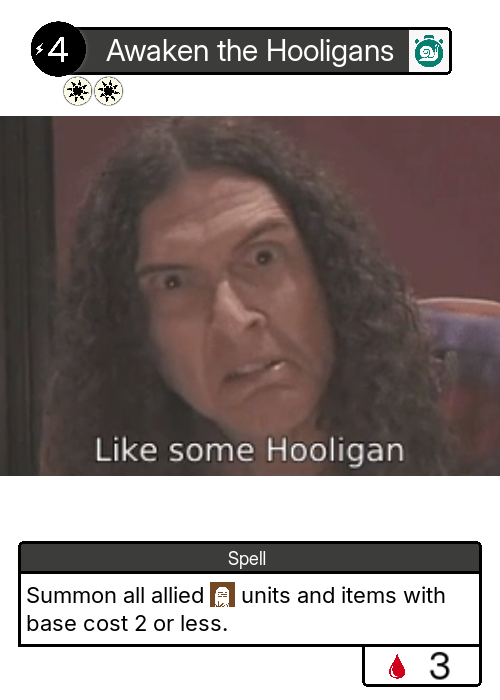 4 Awaken the Hooligans
Like some Hooligan
Spell
Summon all allied units and items with
base cost 2 or less.
3